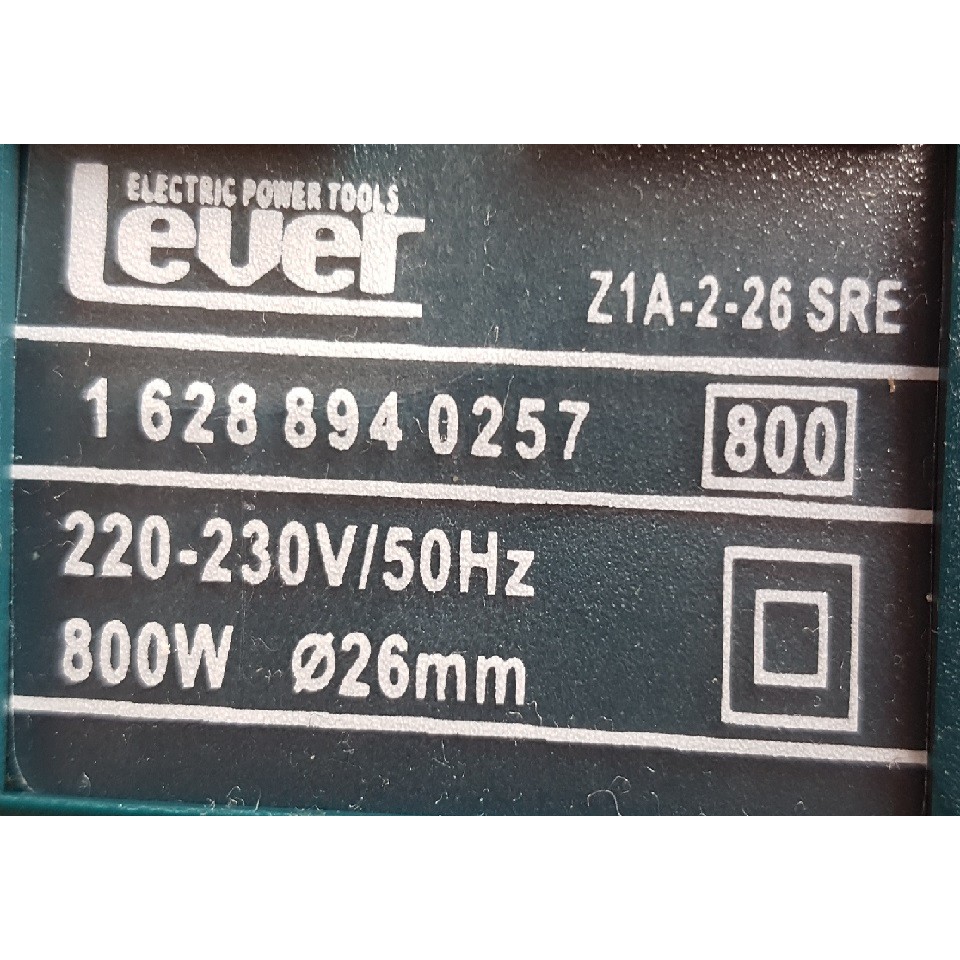 ELECTRIC POWER TOOLS
Lever
Z1A-2-26 SRE
1 628 894 0257
800
220-230V/50Hz
800W Ø26mm